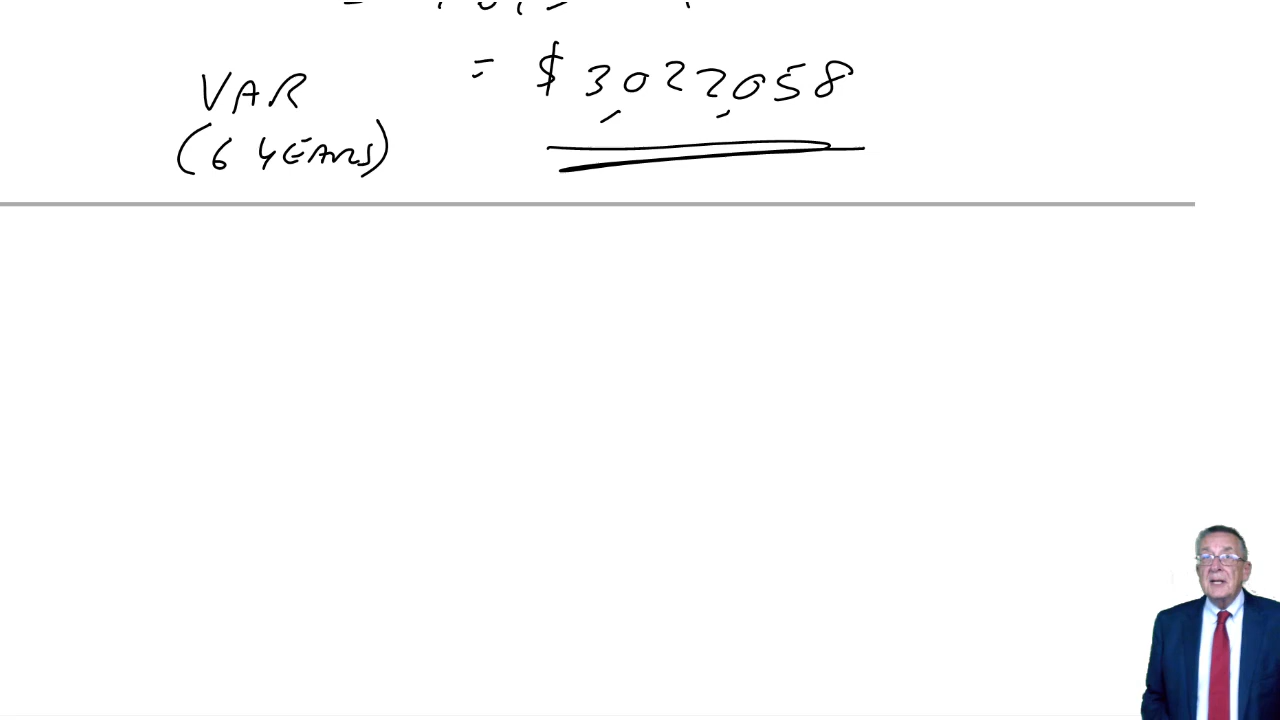 = $ 3,022,058
VAR
(6 YEARS)